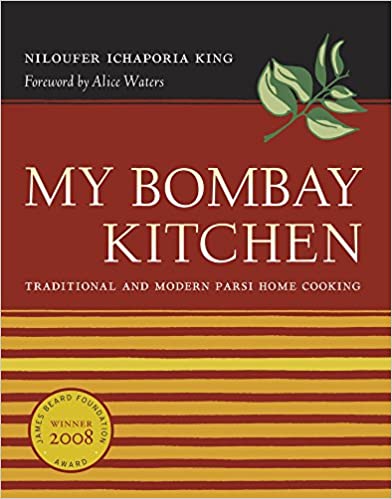 NILOUFER ICHAPORIA KING
Foreword by Alice Waters
MY BOMBAY
KITCHEN
TRADITIONAL AND MODERN PARSI HOME COOKING
JAMES BEARD FOUNDATION
WINNER
2008
AWARD